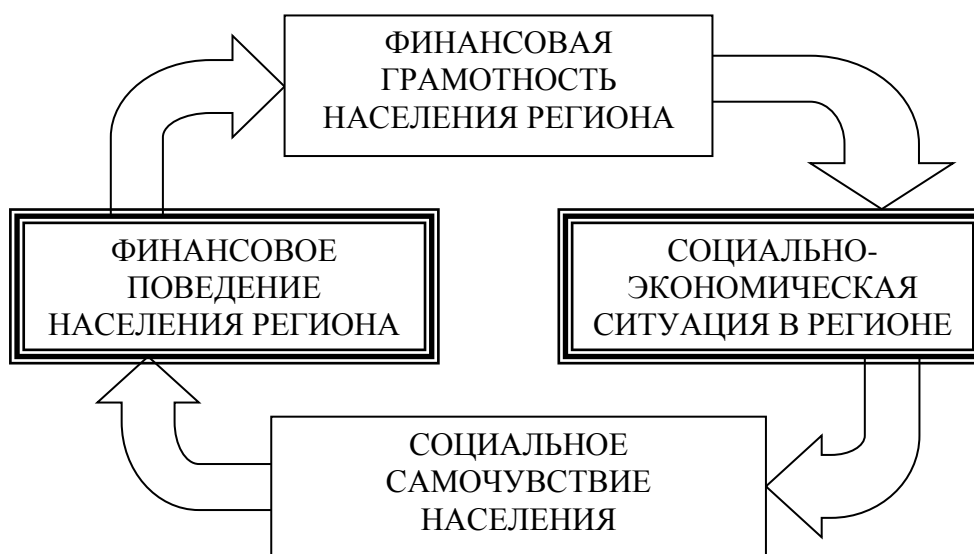 ФИНАНСОВАЯ
ГРАМОТНОСТЬ
НАСЕЛЕНИЯ РЕГИОНА
ФИНАНСОВОЕ
ПОВЕДЕНИЕ
НАСЕЛЕНИЯ РЕГИОНА
СОЦИАЛЬНО-
ЭКОНОМИЧЕСКАЯ
СИТУАЦИЯ В РЕГИОНЕ
СОЦИАЛЬНОЕ
САМОЧУВСТВИЕ
НАСЕЛЕНИЯ